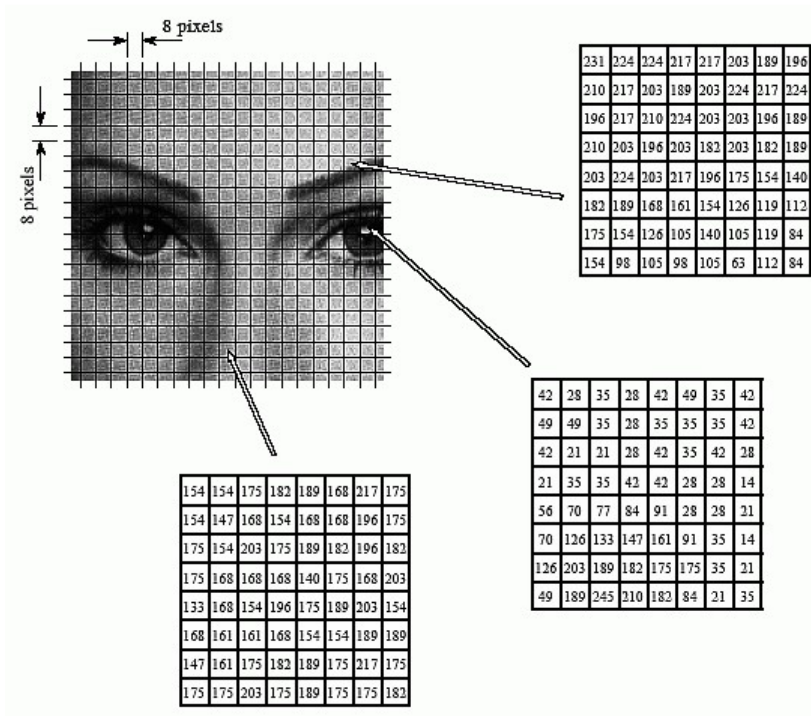 8 pixels
8 pixels
231 224 224 217 217 203 189 196
210 217 203 189 203 224 217 224
196 217 210 224 203 203 196 189
210 203 196 203 182 203 182 189
203 224 203 217 196 175 154 140
182 189 168 161 154 126 119 112
175 154 126 105 140 105 119 84
154 98 105 98 105 63 112 84
42 28 35 28 42 49 35 42
49 49 35 28 35 35 35 42
42 21 21 28 42 35 42 28
21 35 35 42 42 28 28 14
56 70 77 84 91 28 28 21
70 126 133 147 161 91 35 14
126 203 189 182 175 175 35 21
49 189 245 210 182 84 21 35
154 154 175 182 189 168 217 175
154 147 168 154 168 168 196 175
175 154 203 175 189 182 196 182
175 168 168 168 140 175 168 203
133 168 154 196 175 189 203 154
168 161 161 168 154 154 189 189
147 161 175 182 189 175 217 175
175 175 203 175 189 175 175 182